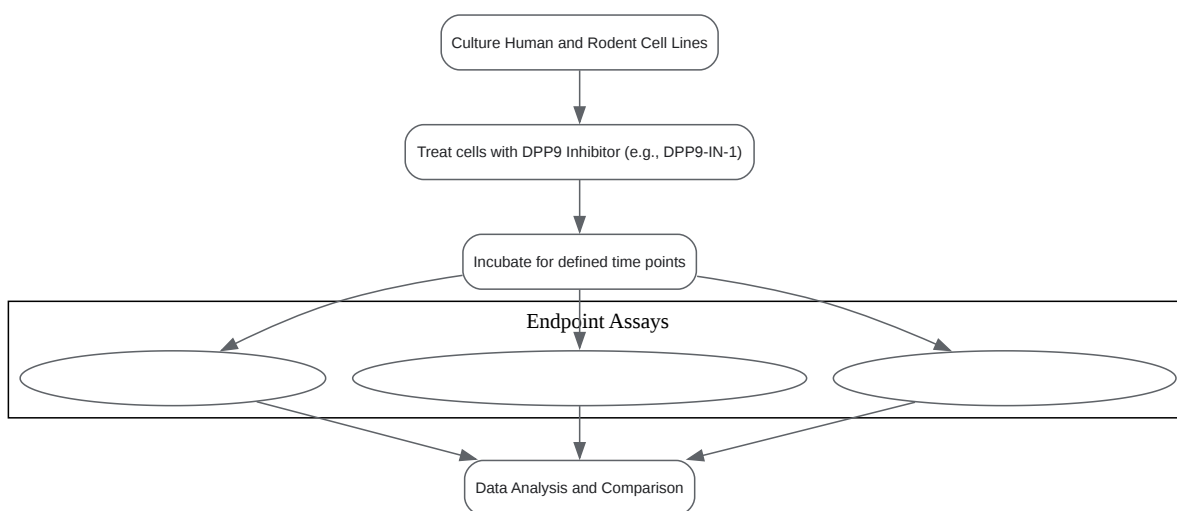 Culture Human and Rodent Cell Lines
Treat cells with DPP9 Inhibitor (e.g., DPP9-IN-1)
Incubate for defined time points
Endpoint Assays
Data Analysis and Comparison